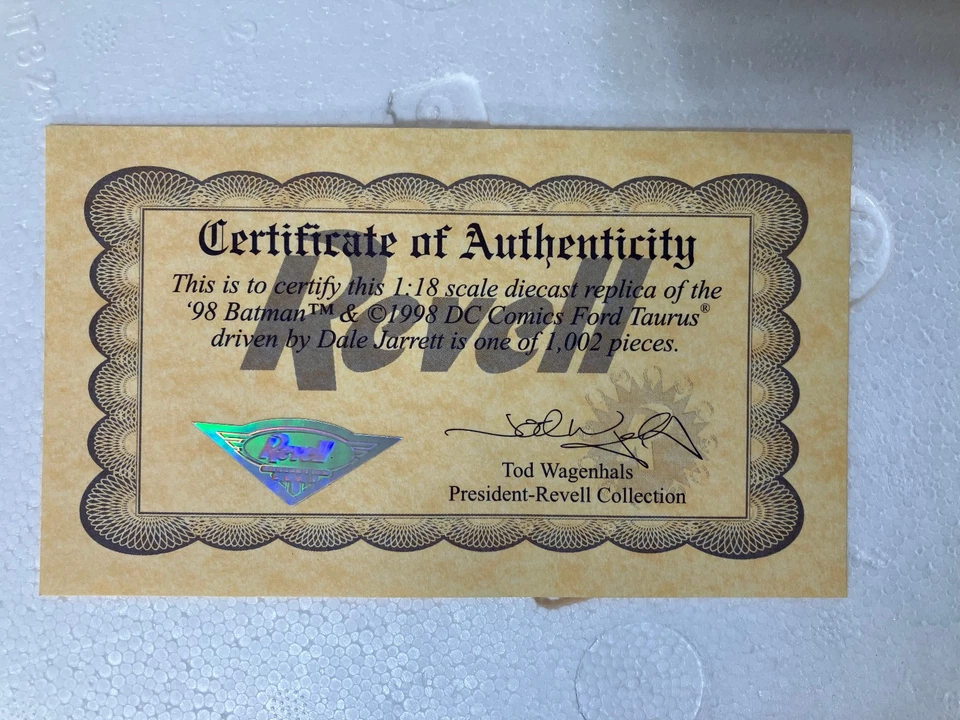 Certificate of Authenticity
Revell
This is to certify this 1:18 scale diecast replica of the
‘98 Batman™ & ©1998 DC Comics Ford Taurus®
driven by Dale Jarrett is one of 1,002 pieces.
Revell
Tod Wagenhals
President-Revell Collection